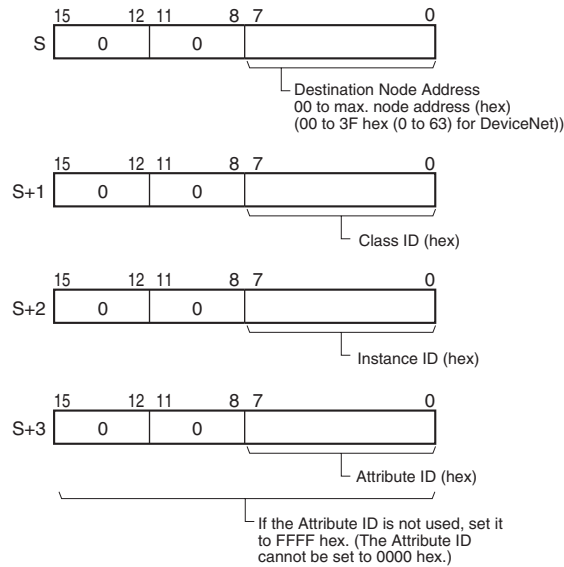 15 12 11 8 7 0
S 0 0
Destination Node Address
00 to max. node address (hex)
(00 to 3F hex (0 to 63) for DeviceNet))
15 12 11 8 7 0
S+1 0 0
Class ID (hex)
15 12 11 8 7 0
S+2 0 0
Instance ID (hex)
15 12 11 8 7 0
S+3 0 0
Attribute ID (hex)
If the Attribute ID is not used, set it
to FFFF hex. (The Attribute ID
cannot be set to 0000 hex.)